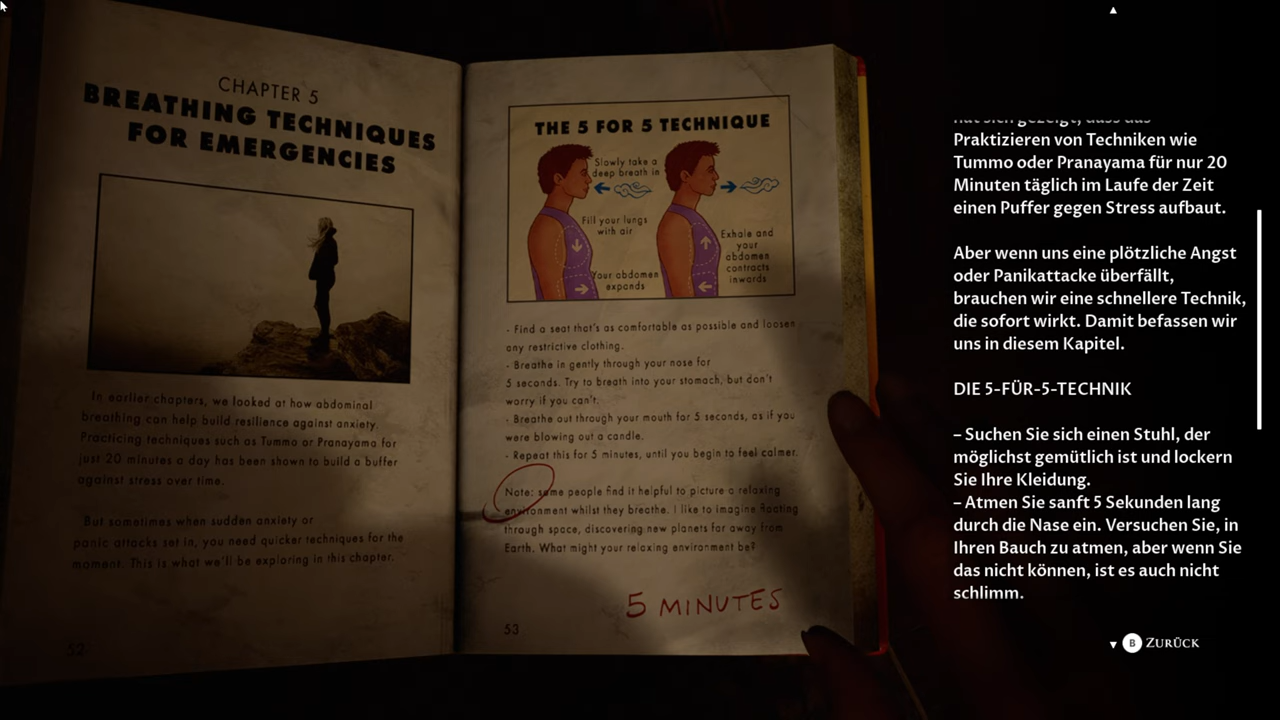 CHAPTER 5
BREATHING TECHNIQUES
FOR EMERGENCIES
In earlier chapters, we looked at how abdominal
breathing can help build resilience against anxiety.
Practicing techniques such as Tummo or Pranayama for
just 20 minutes a day has been shown to build a buffer
against stress over time.
But sometimes when sudden anxiety or
panic attacks set in, you need quicker techniques for the
moment. This is what we'll be exploring in this chapter.
52
THE 5 FOR 5 TECHNIQUE
Slowly take a
deep breath in
Fill your lungs
with air
Your abdomen
expands
Exhale and
your
abdomen
contracts
inwards
- Find a seat that's as comfortable as possible and loosen
any restrictive clothing.
- Breathe in gently through your nose for
5 seconds. Try to breath into your stomach, but don't
worry if you can't.
- Breathe out through your mouth for 5 seconds, as if you
were blowing out a candle.
- Repeat this for 5 minutes, until you begin to feel calmer.
Note: some people find it helpful to picture a relaxing
environment whilst they breathe. I like to imagine floating
through space, discovering new planets far away from
Earth. What might your relaxing environment be?
5 MINUTES
53
hat sich gezeigt, dass das
Praktizieren von Techniken wie
Tummo oder Pranayama für nur 20
Minuten täglich im Laufe der Zeit
einen Puffer gegen Stress aufbaut.
Aber wenn uns eine plötzliche Angst
oder Panikattacke überfällt,
brauchen wir eine schnellere Technik,
die sofort wirkt. Damit befassen wir
uns in diesem Kapitel.
DIE 5-FÜR-5-TECHNIK
– Suchen Sie sich einen Stuhl, der
möglichst gemütlich ist und lockern
Sie Ihre Kleidung.
– Atmen Sie sanft 5 Sekunden lang
durch die Nase ein. Versuchen Sie, in
Ihren Bauch zu atmen, aber wenn Sie
das nicht können, ist es auch nicht
schlimm.
B ZURÜCK